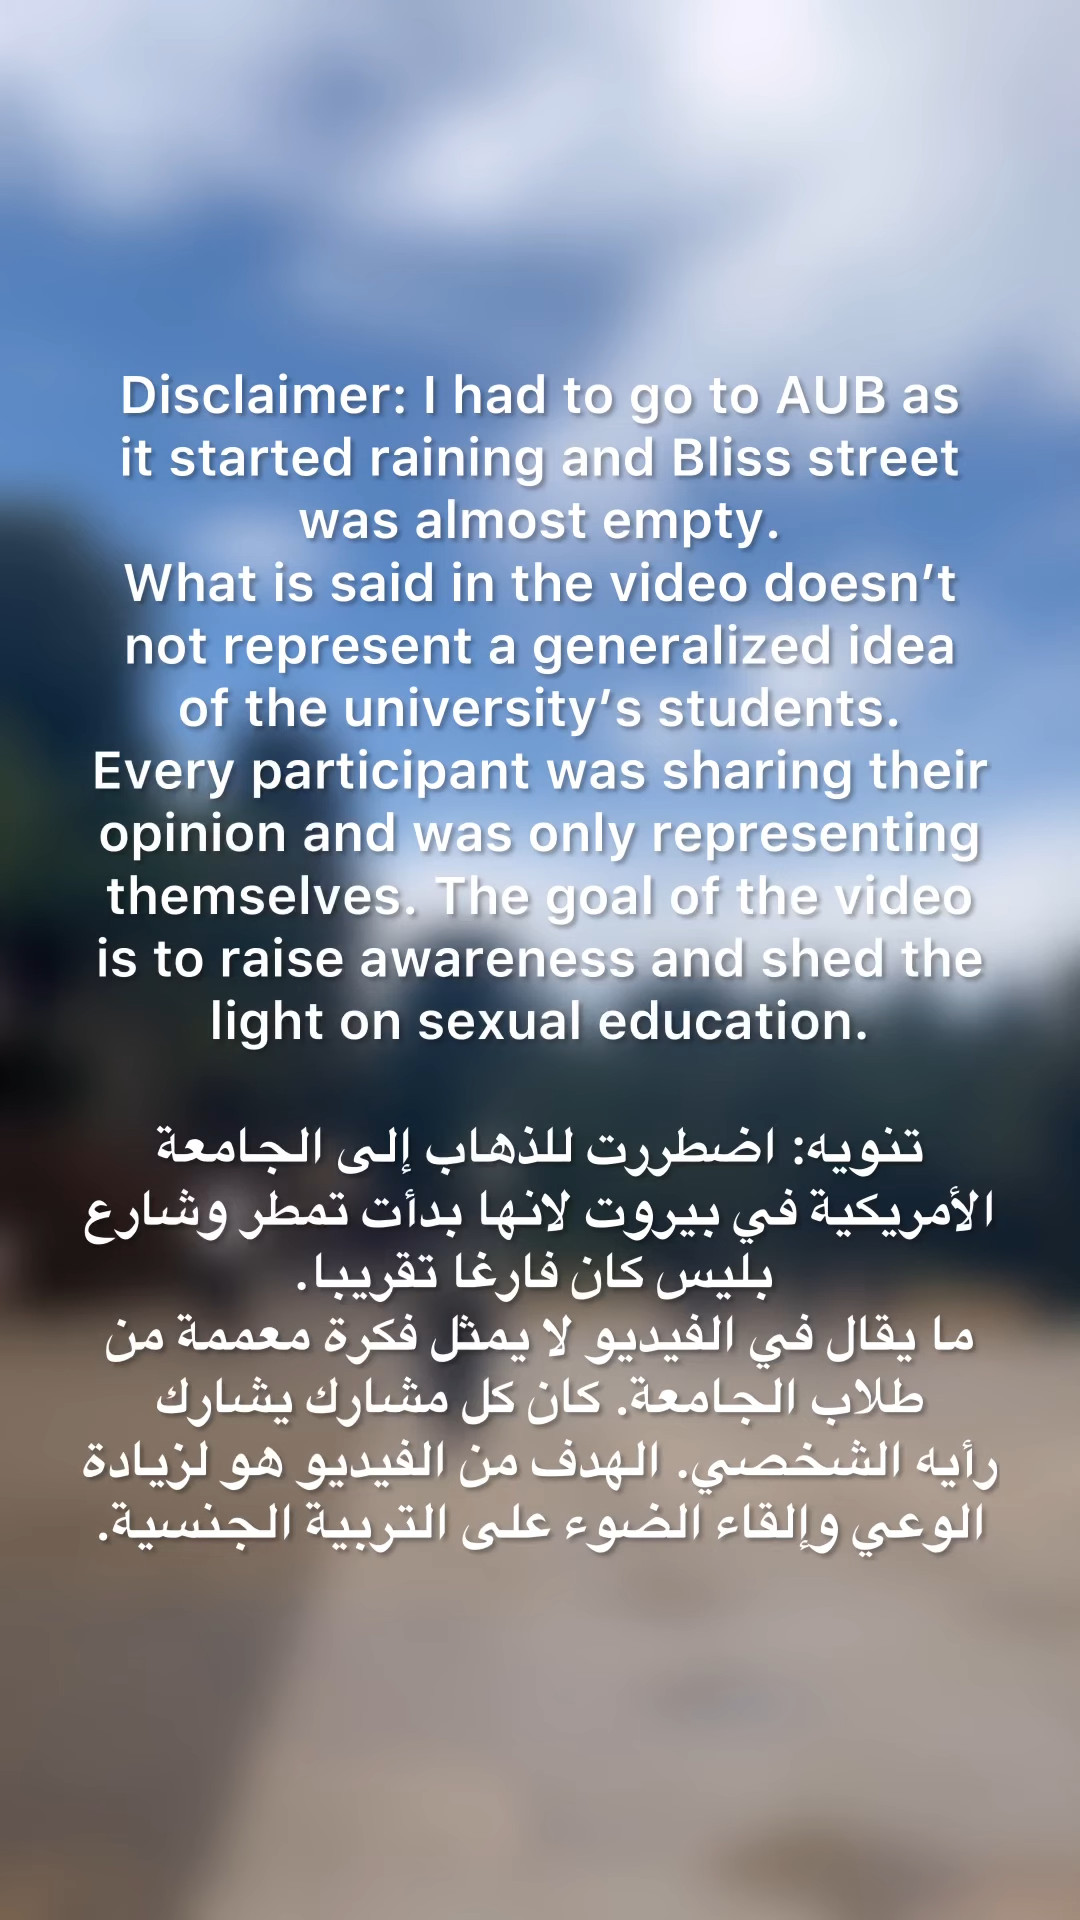 Disclaimer: I had to go to AUB as
it started raining and Bliss street
was almost empty.
What is said in the video doesn’t
not represent a generalized idea
of the university’s students.
Every participant was sharing their
opinion and was only representing
themselves. The goal of the video
is to raise awareness and shed the
light on sexual education.
تنويه: اضطررت للذهاب إلى الجامعة
الأمريكية في بيروت لانها بدأت تمطر وشارع
بليس كان فارغا تقريبا.
ما يقال في الفيديو لا يمثل فكرة معممة من
طلاب الجامعة. كان كل مشارك يشارك
رأيه الشخصي. الهدف من الفيديو هو لزيادة
الوعي وإلقاء الضوء على التربية الجنسية.